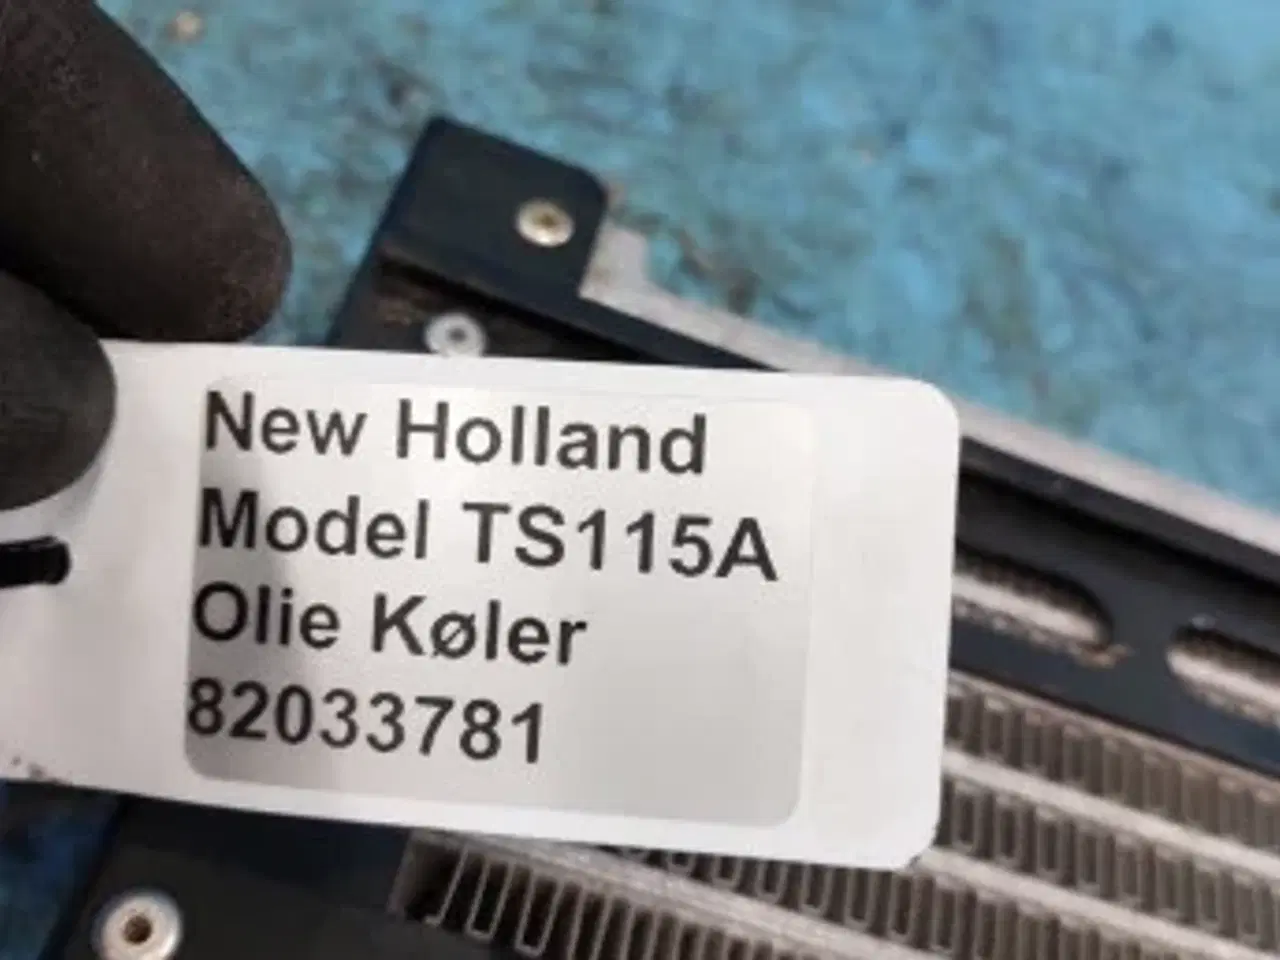 New Holland
Model TS115A
Olie Køler
82033781